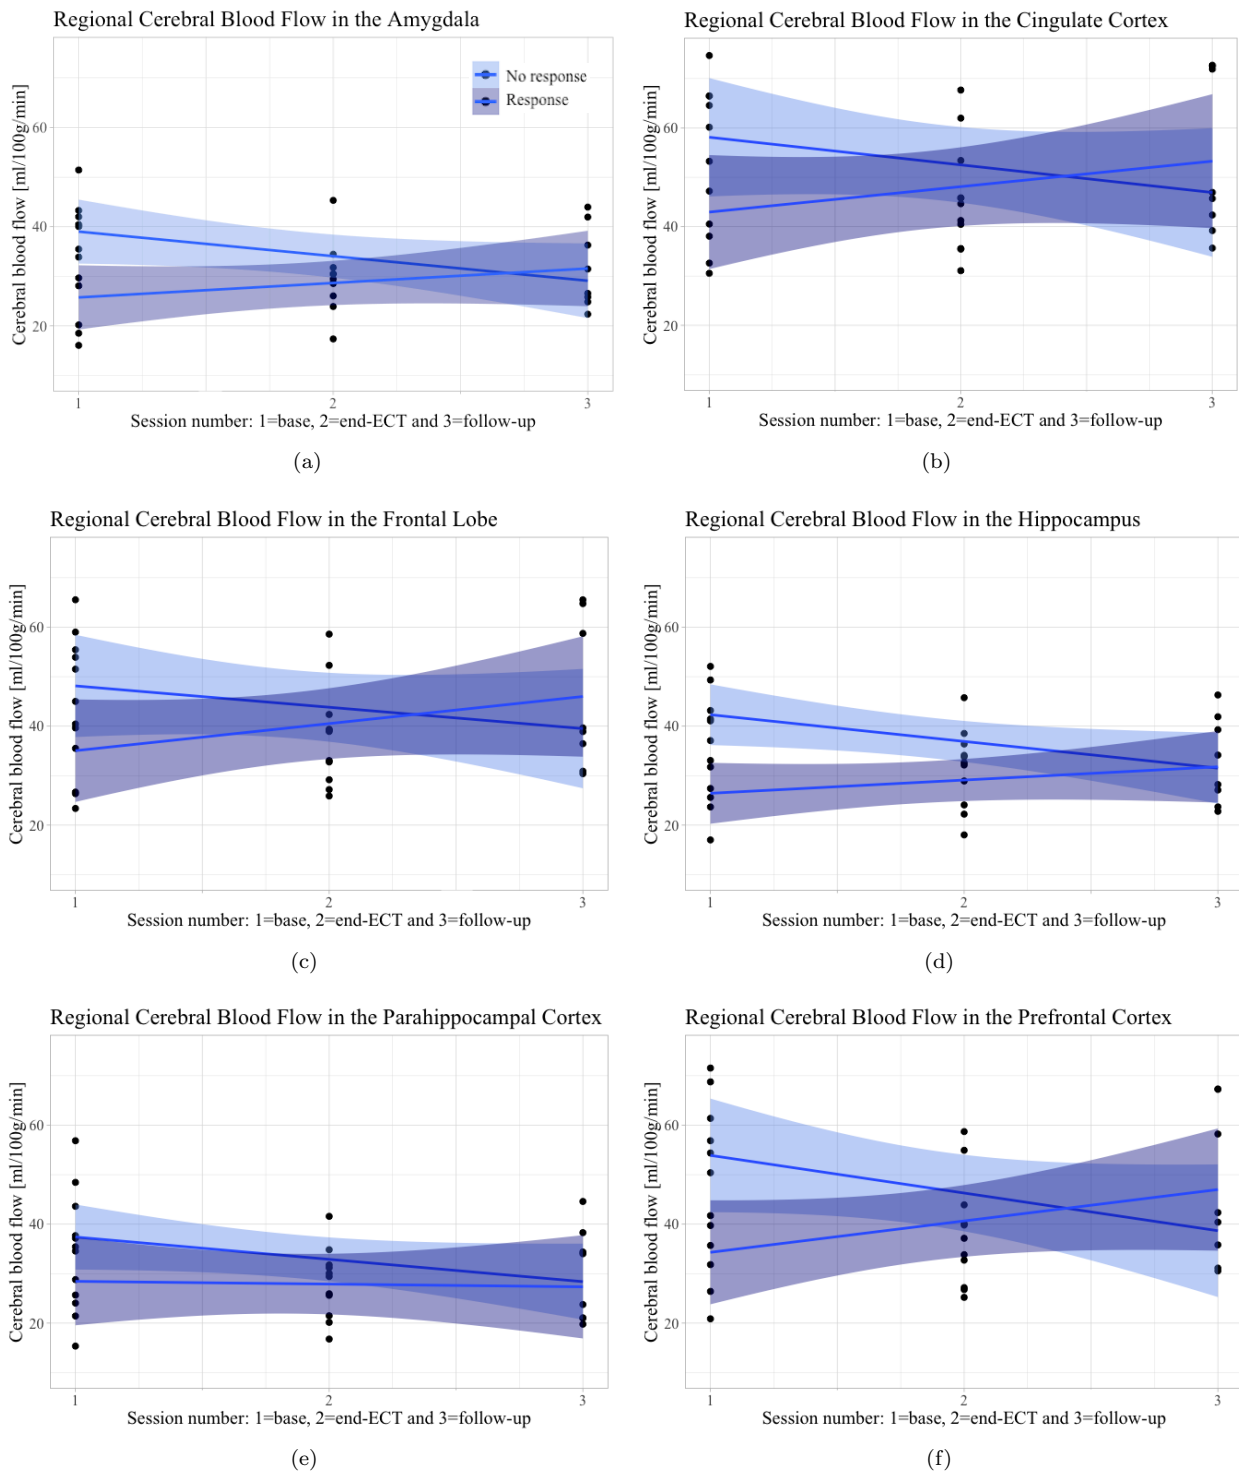 Regional Cerebral Blood Flow in the Amygdala
Cerebral blood flow [ml/100g/min]
60
40
20
No response
Response
1 2 3
Session number: 1=base, 2=end-ECT and 3=follow-up
(a)
Regional Cerebral Blood Flow in the Cingulate Cortex
Cerebral blood flow [ml/100g/min]
60
40
20
1 2 3
Session number: 1=base, 2=end-ECT and 3=follow-up
(b)
Regional Cerebral Blood Flow in the Frontal Lobe
Cerebral blood flow [ml/100g/min]
60
40
20
1 2 3
Session number: 1=base, 2=end-ECT and 3=follow-up
(c)
Regional Cerebral Blood Flow in the Hippocampus
Cerebral blood flow [ml/100g/min]
60
40
20
1 2 3
Session number: 1=base, 2=end-ECT and 3=follow-up
(d)
Regional Cerebral Blood Flow in the Parahippocampal Cortex
Cerebral blood flow [ml/100g/min]
60
40
20
1 2 3
Session number: 1=base, 2=end-ECT and 3=follow-up
(e)
Regional Cerebral Blood Flow in the Prefrontal Cortex
Cerebral blood flow [ml/100g/min]
60
40
20
1 2 3
Session number: 1=base, 2=end-ECT and 3=follow-up
(f)